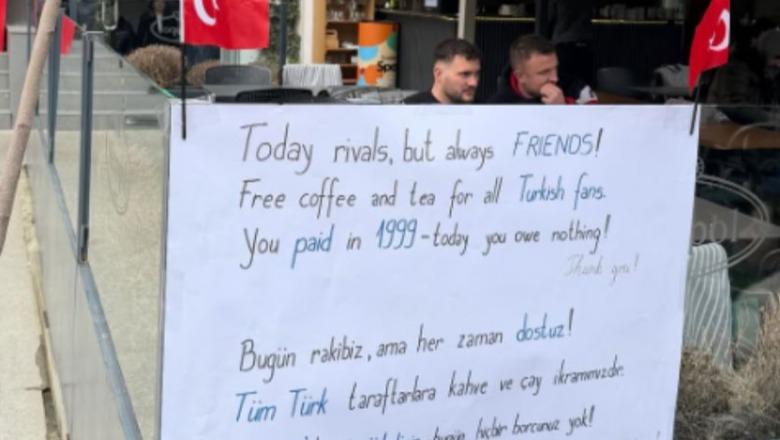 Today rivals, but always FRIENDS!
Free coffee and tea for all Turkish fans.
You paid in 1999 - today you owe nothing!
Thank you!
Bugün rakibiz, ama her zaman dostuz!
Tüm Türk taraftarlara kahve ve çay ikramımızdır.
bugün hiçbir borcunuz yok!